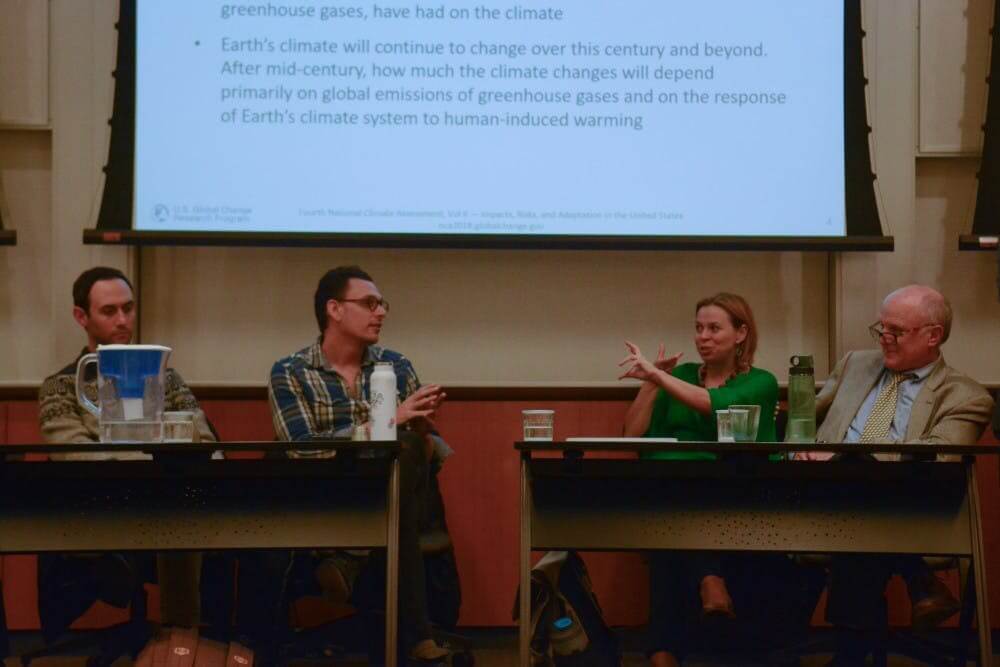 greenhouse gases, have had on the climate
• Earth's climate will continue to change over this century and beyond.
After mid-century, how much the climate changes will depend
primarily on global emissions of greenhouse gases and on the response
of Earth's climate system to human-induced warming
U.S. Global Change
Research Program
Fourth National Climate Assessment, Vol II — Impacts, Risks, and Adaptation in the United States
nca2018.globalchange.gov
4